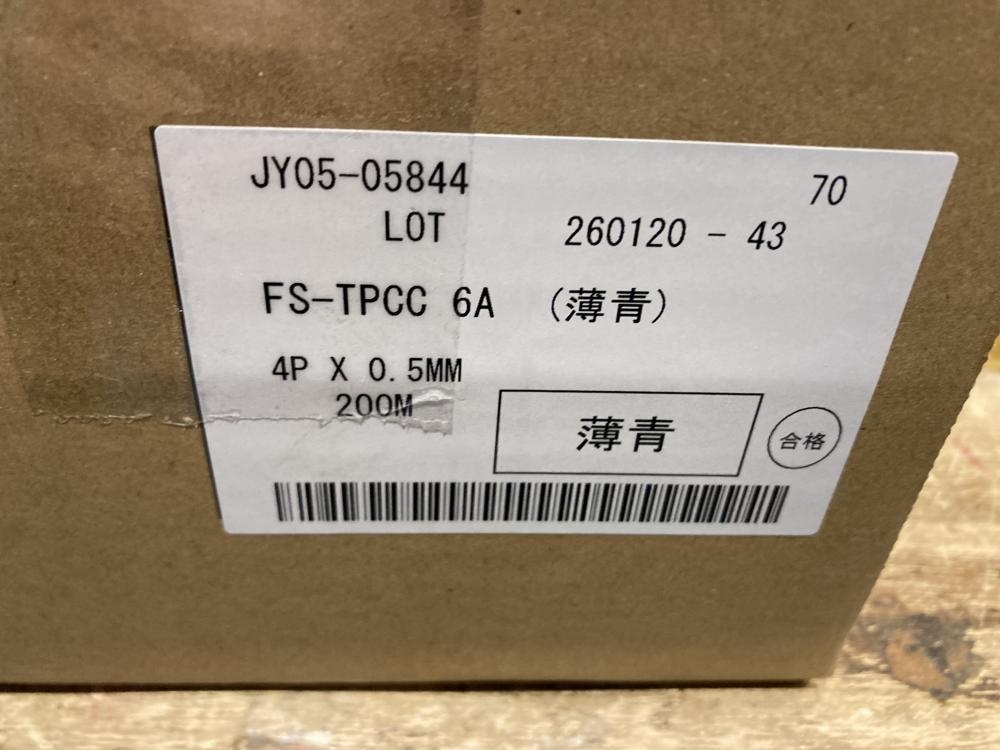 JY05-05844 70
LOT 260120 - 43
FS-TPCC 6A （薄青）
4P X 0.5MM
200M
薄青
合格